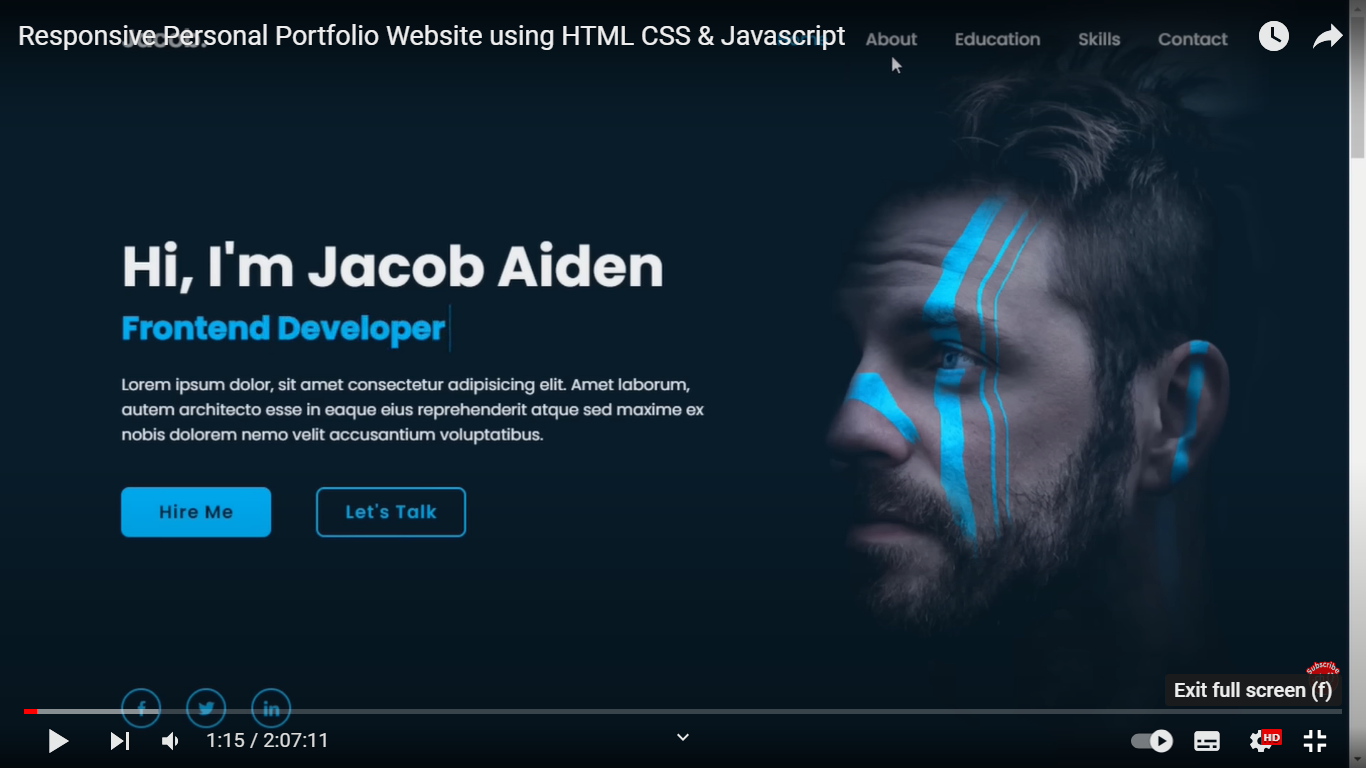 Responsive Personal Portfolio Website using HTML CSS & Javascript
About Education Skills Contact
Hi, I'm Jacob Aiden
Frontend Developer
Lorem ipsum dolor, sit amet consectetur adipisicing elit. Amet laborum,
autem architecto esse in eaque eius reprehenderit atque sed maxime ex
nobis dolorem nemo velit accusantium voluptatibus.
Hire Me Let's Talk
Subscribe
Exit full screen (f)
f in
1:15 / 2:07:11
HD